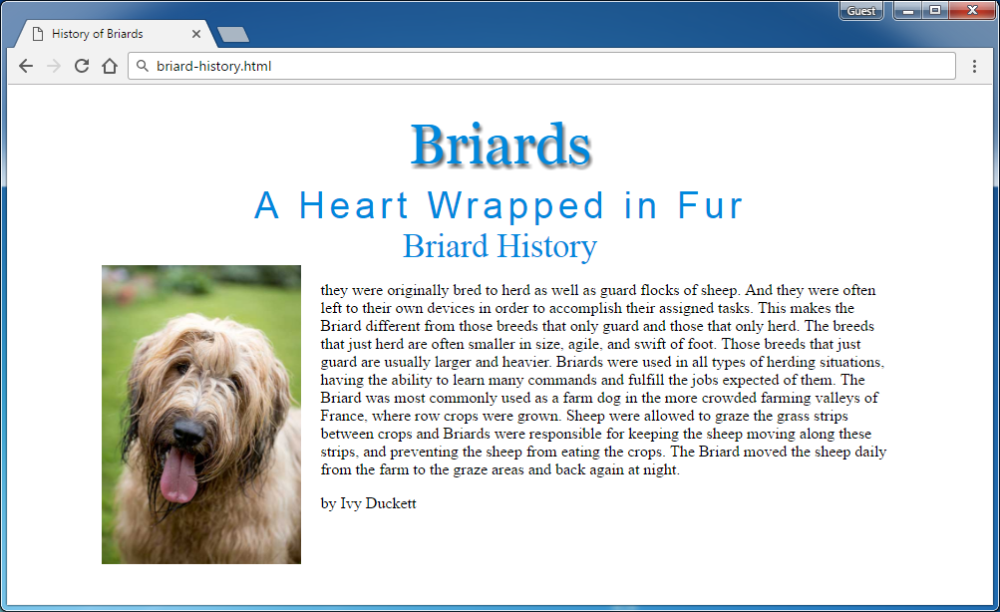 Guest
History of Briards
briard-history.html
Briards
A Heart Wrapped in Fur
Briard History
they were originally bred to herd as well as guard flocks of sheep. And they were often
left to their own devices in order to accomplish their assigned tasks. This makes the
Briard different from those breeds that only guard and those that only herd. The breeds
that just herd are often smaller in size, agile, and swift of foot. Those breeds that just
guard are usually larger and heavier. Briards were used in all types of herding situations,
having the ability to learn many commands and fulfill the jobs expected of them. The
Briard was most commonly used as a farm dog in the more crowded farming valleys of
France, where row crops were grown. Sheep were allowed to graze the grass strips
between crops and Briards were responsible for keeping the sheep moving along these
strips, and preventing the sheep from eating the crops. The Briard moved the sheep daily
from the farm to the graze areas and back again at night.
by Ivy Duckett